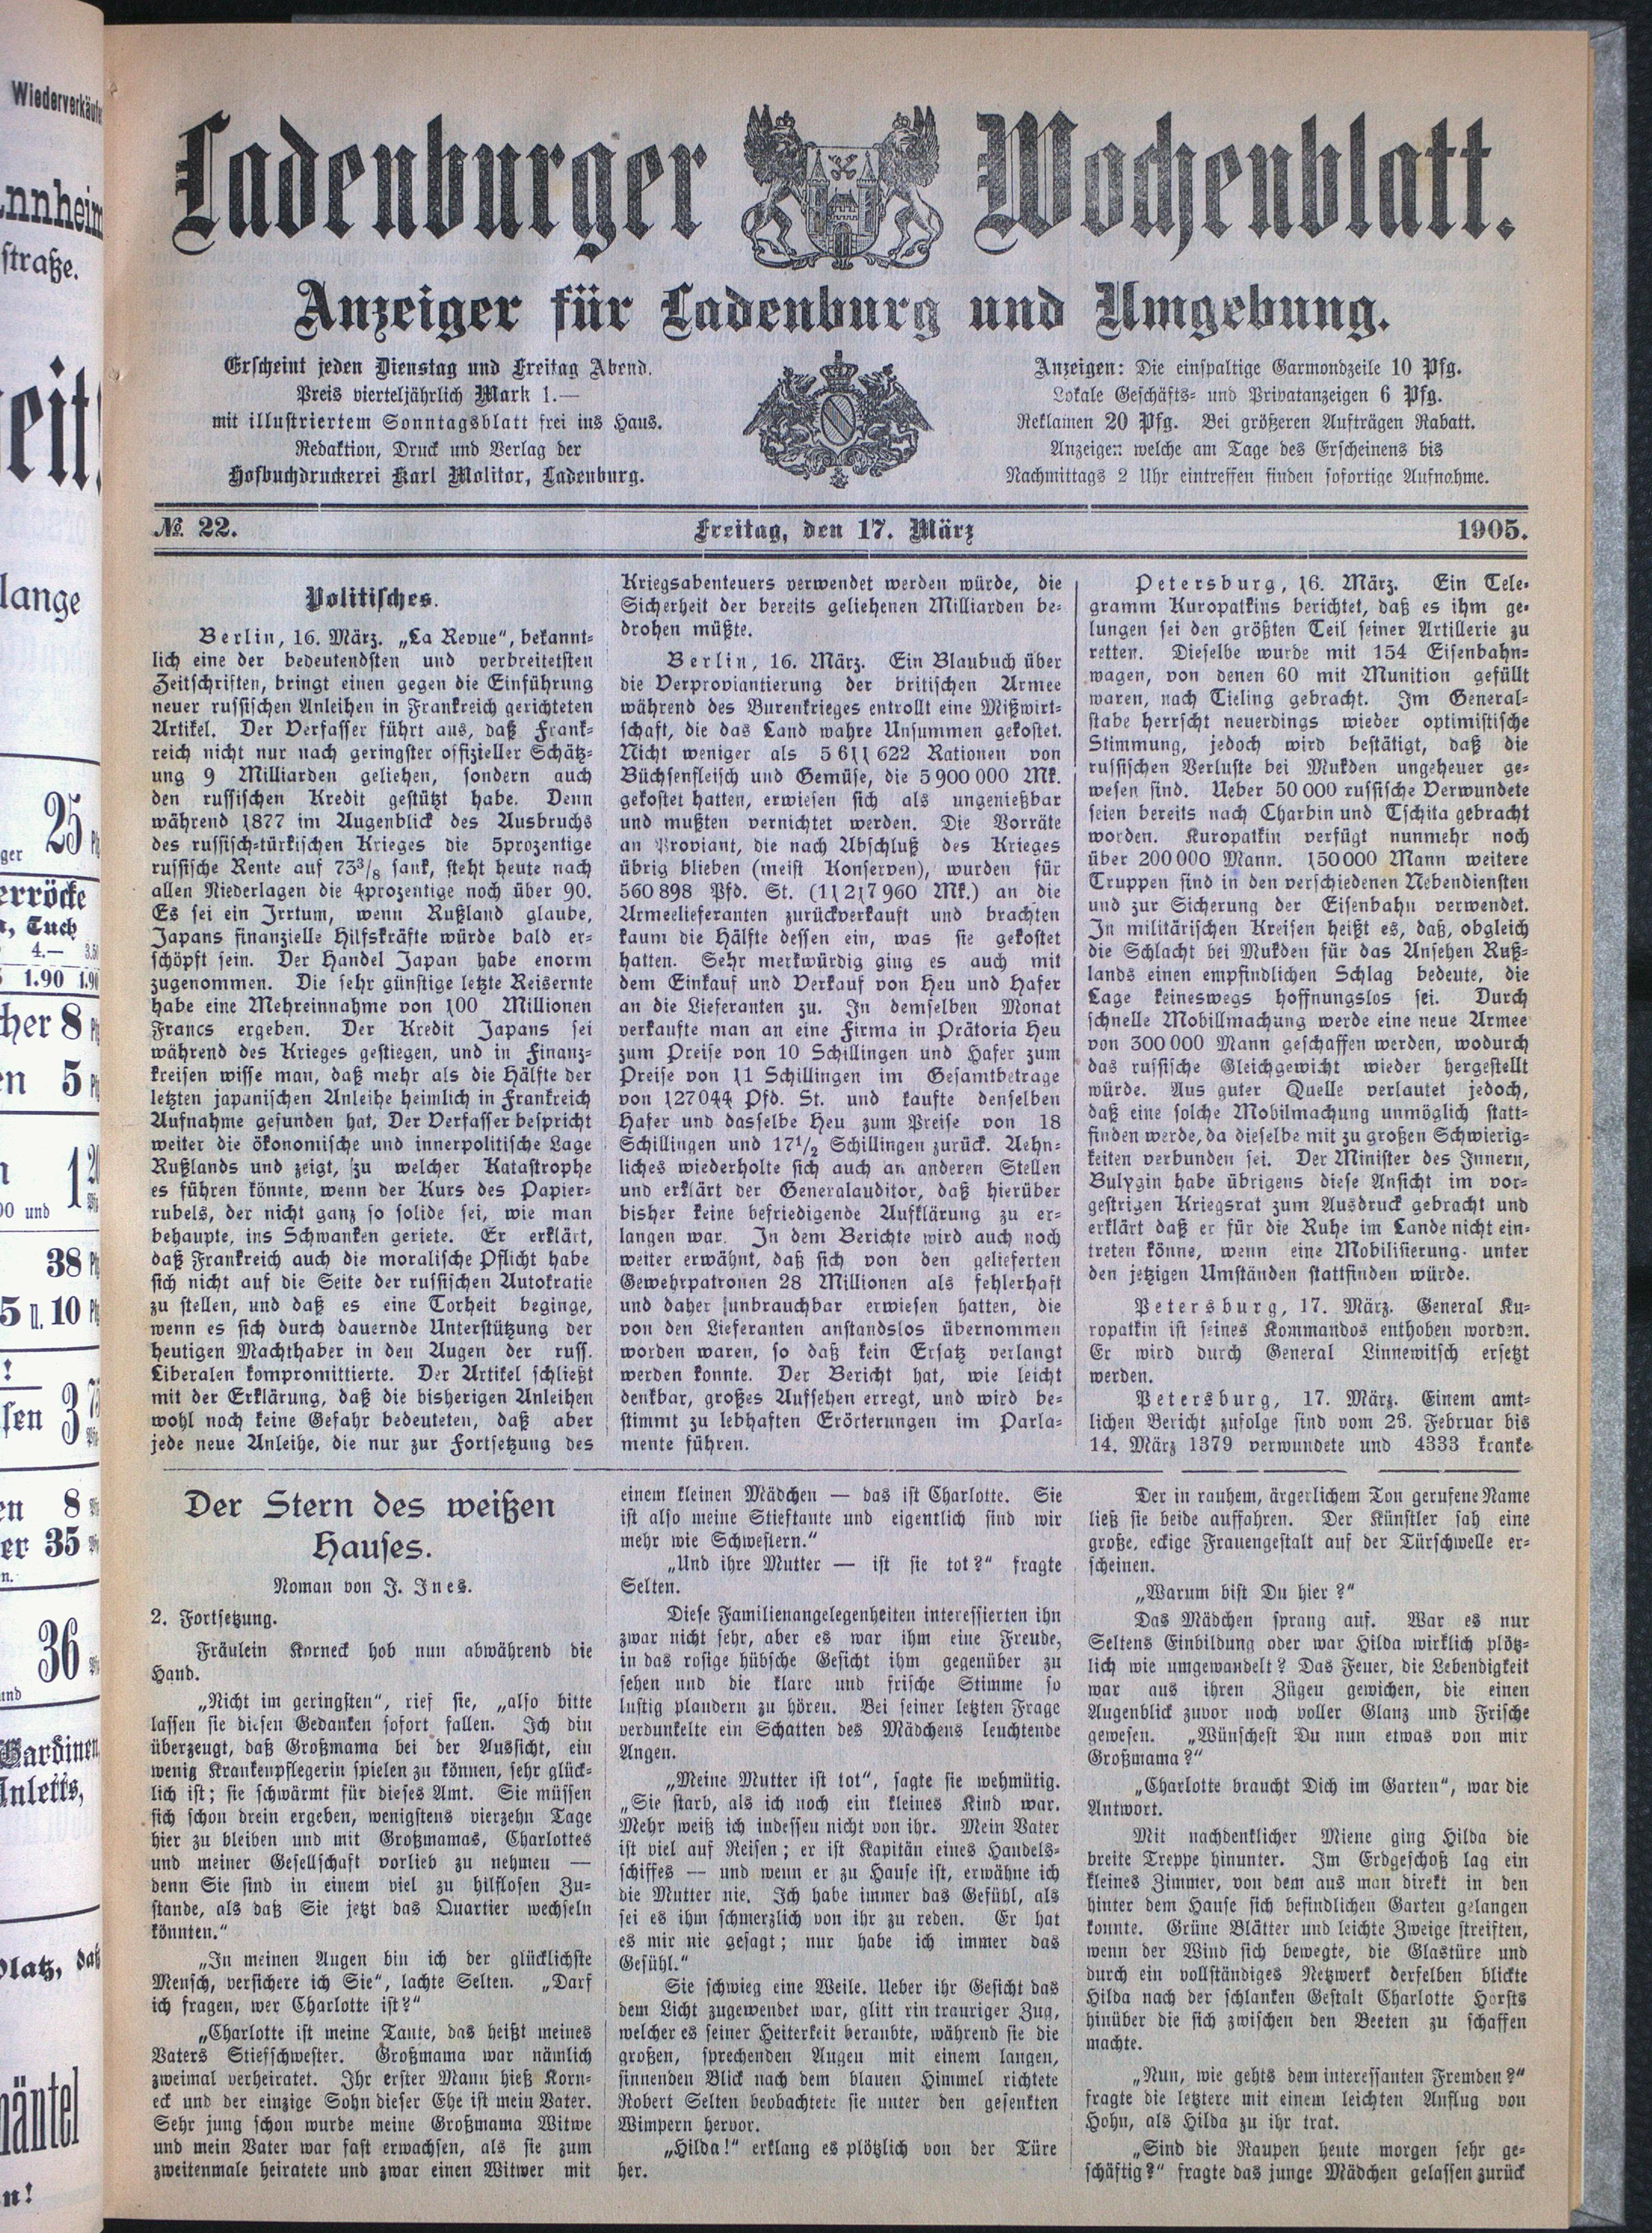 Wiederverkäufer
nnheim
straße.
eit!
lange
25
ger
erröcke
n, Tuch
4.— 3.50
1.90 1.90
cher 8
en 5
1 20
00 und
38
5 u. 10
!
sen 3 75
en 8
er 35
n.
36
und
Gardinen,
Inletts,
Platz, daß
mäntel
n!
Ladenburger Wochenblatt.
Anzeiger für Ladenburg und Umgebung.
Erscheint jeden Dienstag und Freitag Abend.
Preis vierteljährlich Mark 1.—
mit illustriertem Sonntagsblatt frei ins Haus.
Redaktion, Druck und Verlag der
Hofbuchdruckerei Karl Molitor, Ladenburg.
Anzeigen: Die einspaltige Garmondzeile 10 Pfg.
Lokale Geschäfts- und Privatanzeigen 6 Pfg.
Reklamen 20 Pfg. Bei größeren Aufträgen Rabatt.
Anzeigen welche am Tage des Erscheinens bis
Nachmittags 2 Uhr eintreffen finden sofortige Aufnahme.
№ 22. Freitag, den 17. März 1905.
Politisches.
Berlin, 16. März. „La Revue“, bekannt-
lich eine der bedeutendsten und verbreitetsten
Zeitschriften, bringt einen gegen die Einführung
neuer russischen Anleihen in Frankreich gerichteten
Artikel. Der Verfasser führt aus, daß Frank-
reich nicht nur nach geringster offizieller Schätz-
ung 9 Milliarden geliehen, sondern auch
den russischen Kredit gestützt habe. Denn
während 1877 im Augenblick des Ausbruchs
des russisch-türkischen Krieges die 5prozentige
russische Rente auf 73³/₈ sank, steht heute nach
allen Niederlagen die 4prozentige noch über 90.
Es sei ein Irrtum, wenn Rußland glaube,
Japans finanzielle Hilfskräfte würde bald er-
schöpft sein. Der Handel Japan habe enorm
zugenommen. Die sehr günstige letzte Reisernte
habe eine Mehreinnahme von 100 Millionen
Francs ergeben. Der Kredit Japans sei
während des Krieges gestiegen, und in Finanz-
kreisen wisse man, daß mehr als die Hälfte der
letzten japanischen Anleihe heimlich in Frankreich
Aufnahme gefunden hat. Der Verfasser bespricht
weiter die ökonomische und innerpolitische Lage
Rußlands und zeigt, zu welcher Katastrophe
es führen könnte, wenn der Kurs des Papier-
rubels, der nicht ganz so solide sei, wie man
behaupte, ins Schwanken geriete. Er erklärt,
daß Frankreich auch die moralische Pflicht habe
sich nicht auf die Seite der russischen Autokratie
zu stellen, und daß es eine Torheit beginge,
wenn es sich durch dauernde Unterstützung der
heutigen Machthaber in den Augen der russ.
Liberalen kompromittierte. Der Artikel schließt
mit der Erklärung, daß die bisherigen Anleihen
wohl noch keine Gefahr bedeuteten, daß aber
jede neue Anleihe, die nur zur Fortsetzung des
Kriegsabenteuers verwendet werden würde, die
Sicherheit der bereits geliehenen Milliarden be-
drohen müßte.
Berlin, 16. März. Ein Blaubuch über
die Verproviantierung der britischen Armee
während des Burenkrieges entrollt eine Mißwirt-
schaft, die das Land wahre Unsummen gekostet.
Nicht weniger als 5 611 622 Rationen von
Büchsenfleisch und Gemüse, die 5 900 000 Mk.
gekostet hatten, erwiesen sich als ungenießbar
und mußten vernichtet werden. Die Vorräte
an Proviant, die nach Abschluß des Krieges
übrig blieben (meist Konserven), wurden für
560 898 Pfd. St. (11 217 960 Mk.) an die
Armeelieferanten zurückverkauft und brachten
kaum die Hälfte dessen ein, was sie gekostet
hatten. Sehr merkwürdig ging es auch mit
dem Einkauf und Verkauf von Heu und Hafer
an die Lieferanten zu. In demselben Monat
verkaufte man an eine Firma in Prätoria Heu
zum Preise von 10 Schillingen und Hafer zum
Preise von 11 Schillingen im Gesamtbetrage
von 127 044 Pfd. St. und kaufte denselben
Hafer und dasselbe Heu zum Preise von 18
Schillingen und 17¹/₂ Schillingen zurück. Aehn-
liches wiederholte sich auch an anderen Stellen
und erklärt der Generalauditor, daß hierüber
bisher keine befriedigende Aufklärung zu er-
langen war. In dem Berichte wird auch noch
weiter erwähnt, daß sich von den gelieferten
Gewehrpatronen 28 Millionen als fehlerhaft
und daher unbrauchbar erwiesen hatten, die
von den Lieferanten anstandslos übernommen
worden waren, so daß kein Ersatz verlangt
werden konnte. Der Bericht hat, wie leicht
denkbar, großes Aufsehen erregt, und wird be-
stimmt zu lebhaften Erörterungen im Parla-
mente führen.
Petersburg, 16. März. Ein Tele-
gramm Kuropatkins berichtet, daß es ihm ge-
lungen sei den größten Teil seiner Artillerie zu
retten. Dieselbe wurde mit 154 Eisenbahn-
wagen, von denen 60 mit Munition gefüllt
waren, nach Tieling gebracht. Im General-
stabe herrscht neuerdings wieder optimistische
Stimmung, jedoch wird bestätigt, daß die
russischen Verluste bei Mukden ungeheuer ge-
wesen sind. Ueber 50 000 russische Verwundete
seien bereits nach Charbin und Tschita gebracht
worden. Kuropatkin verfügt nunmehr noch
über 200 000 Mann. 150 000 Mann weitere
Truppen sind in den verschiedenen Nebendiensten
und zur Sicherung der Eisenbahn verwendet.
In militärischen Kreisen heißt es, daß, obgleich
die Schlacht bei Mukden für das Ansehen Ruß-
lands einen empfindlichen Schlag bedeute, die
Lage keineswegs hoffnungslos sei. Durch
schnelle Mobillmachung werde eine neue Armee
von 300 000 Mann geschaffen werden, wodurch
das russische Gleichgewicht wieder hergestellt
würde. Aus guter Quelle verlautet jedoch,
daß eine solche Mobilmachung unmöglich statt-
finden werde, da dieselbe mit zu großen Schwierig-
keiten verbunden sei. Der Minister des Innern,
Bulygin habe übrigens diese Ansicht im vor-
gestrigen Kriegsrat zum Ausdruck gebracht und
erklärt daß er für die Ruhe im Lande nicht ein-
treten könne, wenn eine Mobilisierung unter
den jetzigen Umständen stattfinden würde.
Petersburg, 17. März. General Ku-
ropatkin ist seines Kommandos enthoben worden.
Er wird durch General Linnewitsch ersetzt
werden.
Petersburg, 17. März. Einem amt-
lichen Bericht zufolge sind vom 28. Februar bis
14. März 1379 verwundete und 4333 kranke
Der Stern des weißen
Hauses.
Roman von J. Ines.
2. Fortsetzung.
Fräulein Korneck hob nun abwährend die
Hand.
„Nicht im geringsten“, rief sie, „also bitte
lassen sie diesen Gedanken sofort fallen. Ich bin
überzeugt, daß Großmama bei der Aussicht, ein
wenig Krankenpflegerin spielen zu können, sehr glück-
lich ist; sie schwärmt für dieses Amt. Sie müssen
sich schon drein ergeben, wenigstens vierzehn Tage
hier zu bleiben und mit Großmamas, Charlottes
und meiner Gesellschaft vorlieb zu nehmen —
denn Sie sind in einem viel zu hilflosen Zu-
stande, als daß Sie jetzt das Quartier wechseln
könnten.“
„In meinen Augen bin ich der glücklichste
Mensch, versichere ich Sie“, lachte Selten. „Darf
ich fragen, wer Charlotte ist?“
„Charlotte ist meine Tante, das heißt meines
Vaters Stiefschwester. Großmama war nämlich
zweimal verheiratet. Ihr erster Mann hieß Korn-
eck und der einzige Sohn dieser Ehe ist mein Vater.
Sehr jung schon wurde meine Großmama Witwe
und mein Vater war fast erwachsen, als sie zum
zweitenmale heiratete und zwar einen Witwer mit
einem kleinen Mädchen — das ist Charlotte. Sie
ist also meine Stieftante und eigentlich sind wir
mehr wie Schwestern.“
„Und ihre Mutter — ist sie tot?“ fragte
Selten.
Diese Familienangelegenheiten interessierten ihn
zwar nicht sehr, aber es war ihm eine Freude,
in das rosige hübsche Gesicht ihm gegenüber zu
sehen und die klare und frische Stimme so
lustig plaudern zu hören. Bei seiner letzten Frage
verdunkelte ein Schatten des Mädchens leuchtende
Augen.
„Meine Mutter ist tot“, sagte sie wehmütig.
„Sie starb, als ich noch ein kleines Kind war.
Mehr weiß ich indessen nicht von ihr. Mein Vater
ist viel auf Reisen; er ist Kapitän eines Handels-
schiffes — und wenn er zu Hause ist, erwähne ich
die Mutter nie. Ich habe immer das Gefühl, als
sei es ihm schmerzlich von ihr zu reden. Er hat
es mir nie gesagt; nur habe ich immer das
Gefühl.“
Sie schwieg eine Weile. Ueber ihr Gesicht das
dem Licht zugewendet war, glitt rin trauriger Zug,
welcher es seiner Heiterkeit beraubte, während sie die
großen, sprechenden Augen mit einem langen,
sinnenden Blick nach dem blauen Himmel richtete
Robert Selten beobachtete sie unter den gesenkten
Wimpern hervor.
„Hilda!“ erklang es plötzlich von der Türe
her.
Der in rauhem, ärgerlichem Ton gerufene Name
ließ sie beide auffahren. Der Künstler sah eine
große, eckige Frauengestalt auf der Türschwelle er-
scheinen.
„Warum bist Du hier?“
Das Mädchen sprang auf. War es nur
Seltens Einbildung oder war Hilda wirklich plötz-
lich wie umgewandelt? Das Feuer, die Lebendigkeit
war aus ihren Zügen gewichen, die einen
Augenblick zuvor noch voller Glanz und Frische
gewesen. „Wünschest Du nun etwas von mir
Großmama?“
„Charlotte braucht Dich im Garten“, war die
Antwort.
Mit nachdenklicher Miene ging Hilda die
breite Treppe hinunter. Im Erdgeschoß lag ein
kleines Zimmer, von dem aus man direkt in den
hinter dem Hause sich befindlichen Garten gelangen
konnte. Grüne Blätter und leichte Zweige streiften,
wenn der Wind sich bewegte, die Glastüre und
durch ein vollständiges Netzwerk derselben blickte
Hilda nach der schlanken Gestalt Charlotte Horsts
hinüber die sich zwischen den Beeten zu schaffen
machte.
„Nun, wie gehts dem interessanten Fremden?“
fragte die letztere mit einem leichten Anflug von
Hohn, als Hilda zu ihr trat.
„Sind die Raupen heute morgen sehr ge-
schäftig?“ fragte das junge Mädchen gelassen zurück